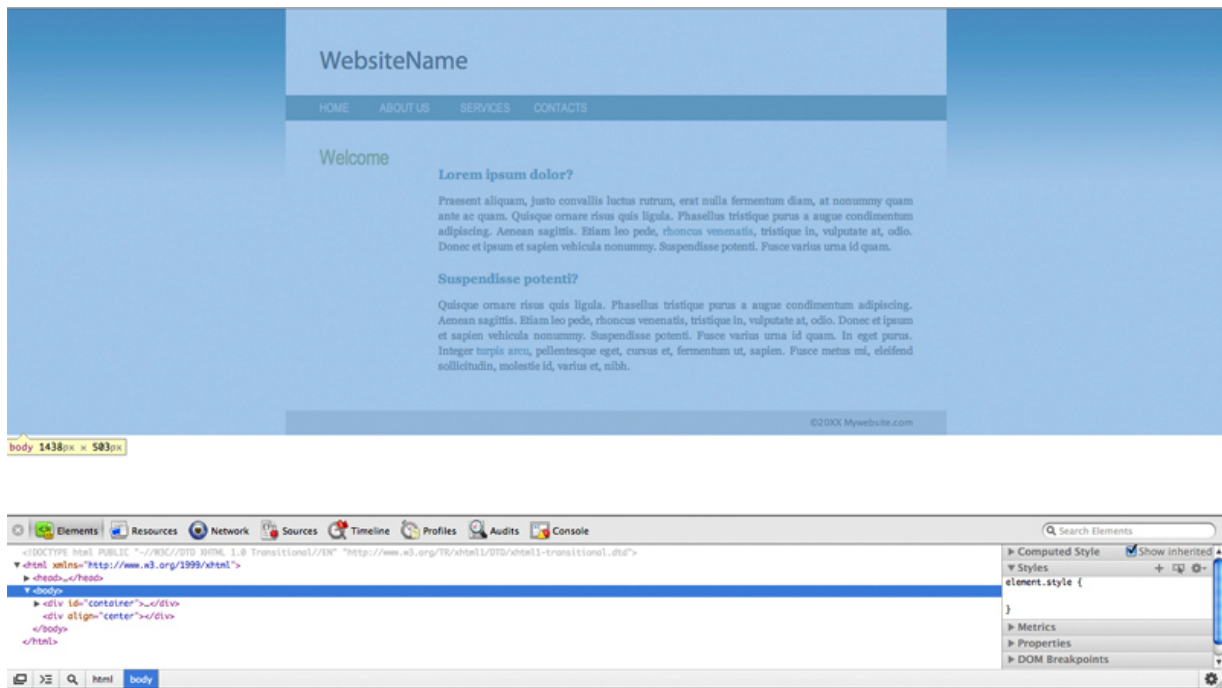 WebsiteName
HOME ABOUT US SERVICES CONTACTS
Welcome
Lorem ipsum dolor?
Praesent aliquam, justo convallis luctus rutrum, erat nulla fermentum diam, at nonummy quam
ante ac quam. Quisque ornare risus quis ligula. Phasellus tristique purus a augue condimentum
adipiscing. Aenean sagittis. Etiam leo pede, rhoncus venenatis, tristique in, vulputate at, odio.
Donec et ipsum et sapien vehicula nonummy. Suspendisse potenti. Fusce varius urna id quam.
Suspendisse potenti?
Quisque ornare risus quis ligula. Phasellus tristique purus a augue condimentum adipiscing.
Aenean sagittis. Etiam leo pede, rhoncus venenatis, tristique in, vulputate at, odio. Donec et ipsum
et sapien vehicula nonummy. Suspendisse potenti. Fusce varius urna id quam. In eget purus.
Integer turpis arcu, pellentesque eget, cursus et, fermentum ut, sapien. Fusce metus mi, eleifend
sollicitudin, molestie id, varius et, nibh.
©20XX Mywebsite.com
body 1438px × 503px
Elements Resources Network Sources Timeline Profiles Audits Console Search Elements
<!DOCTYPE html PUBLIC "-//W3C//DTD XHTML 1.0 Transitional//EN" "http://www.w3.org/TR/xhtml1/DTD/xhtml1-transitional.dtd">
▼<html xmlns="http://www.w3.org/1999/xhtml">
▶<head>…</head>
▼<body>
▶<div id="container">…</div>
<div align="center"></div>
</body>
</html>
▶ Computed Style Show inherited
▼ Styles
element.style {
}
▶ Metrics
▶ Properties
▶ DOM Breakpoints
html body